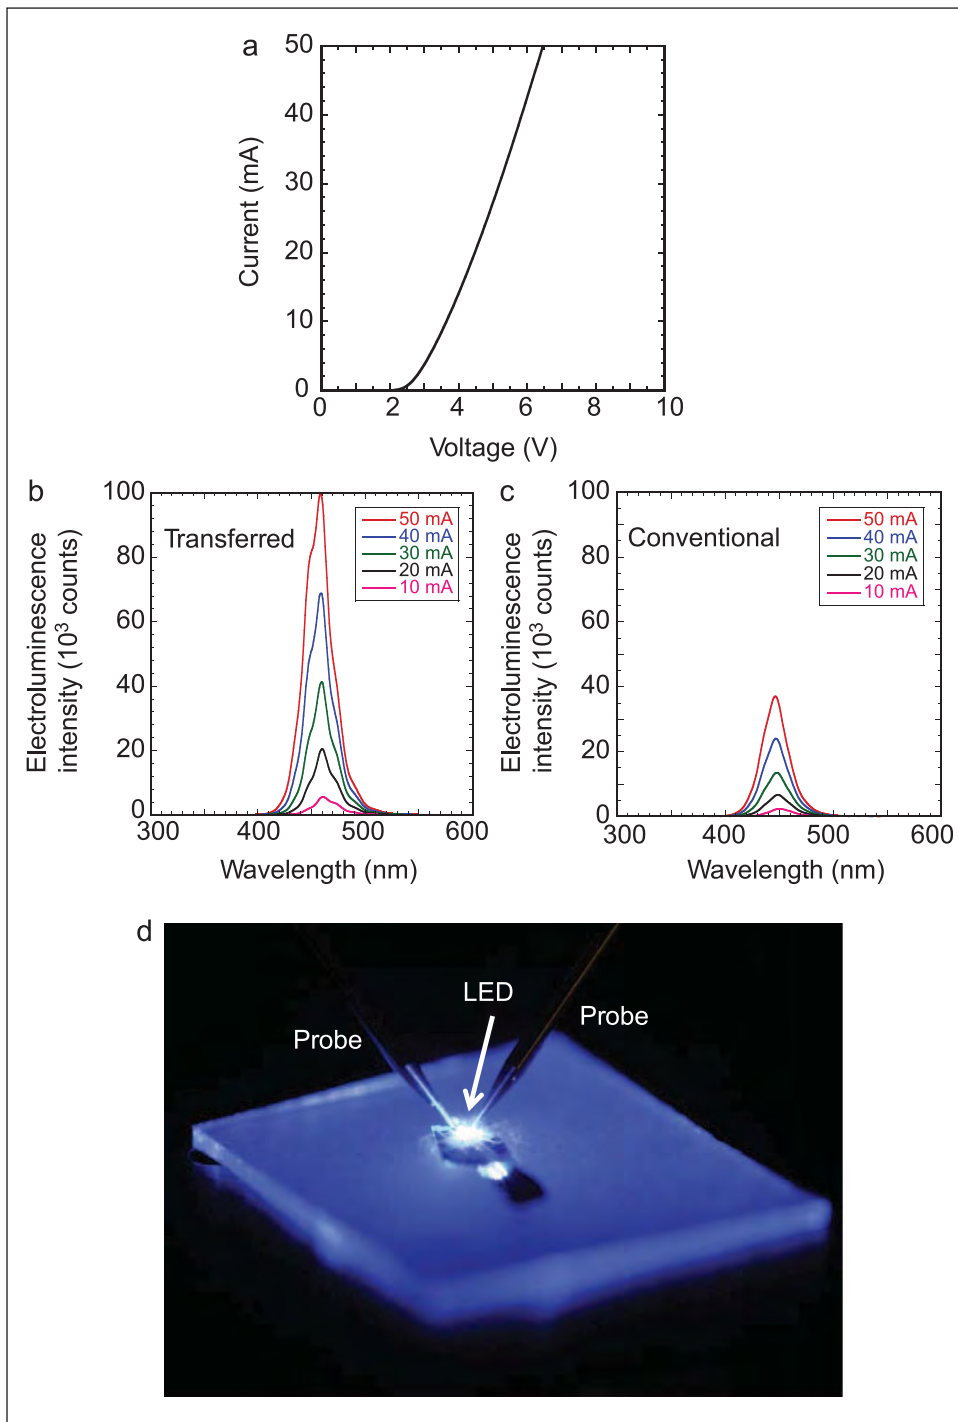 a
50
40
30
20
10
0
Current (mA)
0 2 4 6 8 10
Voltage (V)
b
100
80
60
40
20
0
Electroluminescence
intensity (10³ counts)
Transferred
50 mA
40 mA
30 mA
20 mA
10 mA
300 400 500 600
Wavelength (nm)
c
100
80
60
40
20
0
Electroluminescence
intensity (10³ counts)
Conventional
50 mA
40 mA
30 mA
20 mA
10 mA
300 400 500 600
Wavelength (nm)
d
LED
Probe
Probe